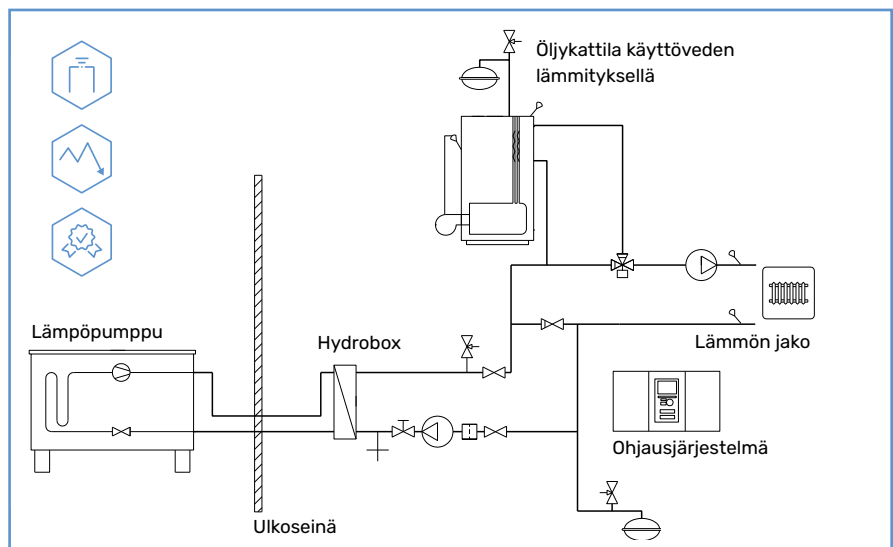 Öljykattila käyttöveden
lämmityksellä
Lämpöpumppu
Hydrobox
Lämmön jako
Ohjausjärjestelmä
Ulkoseinä